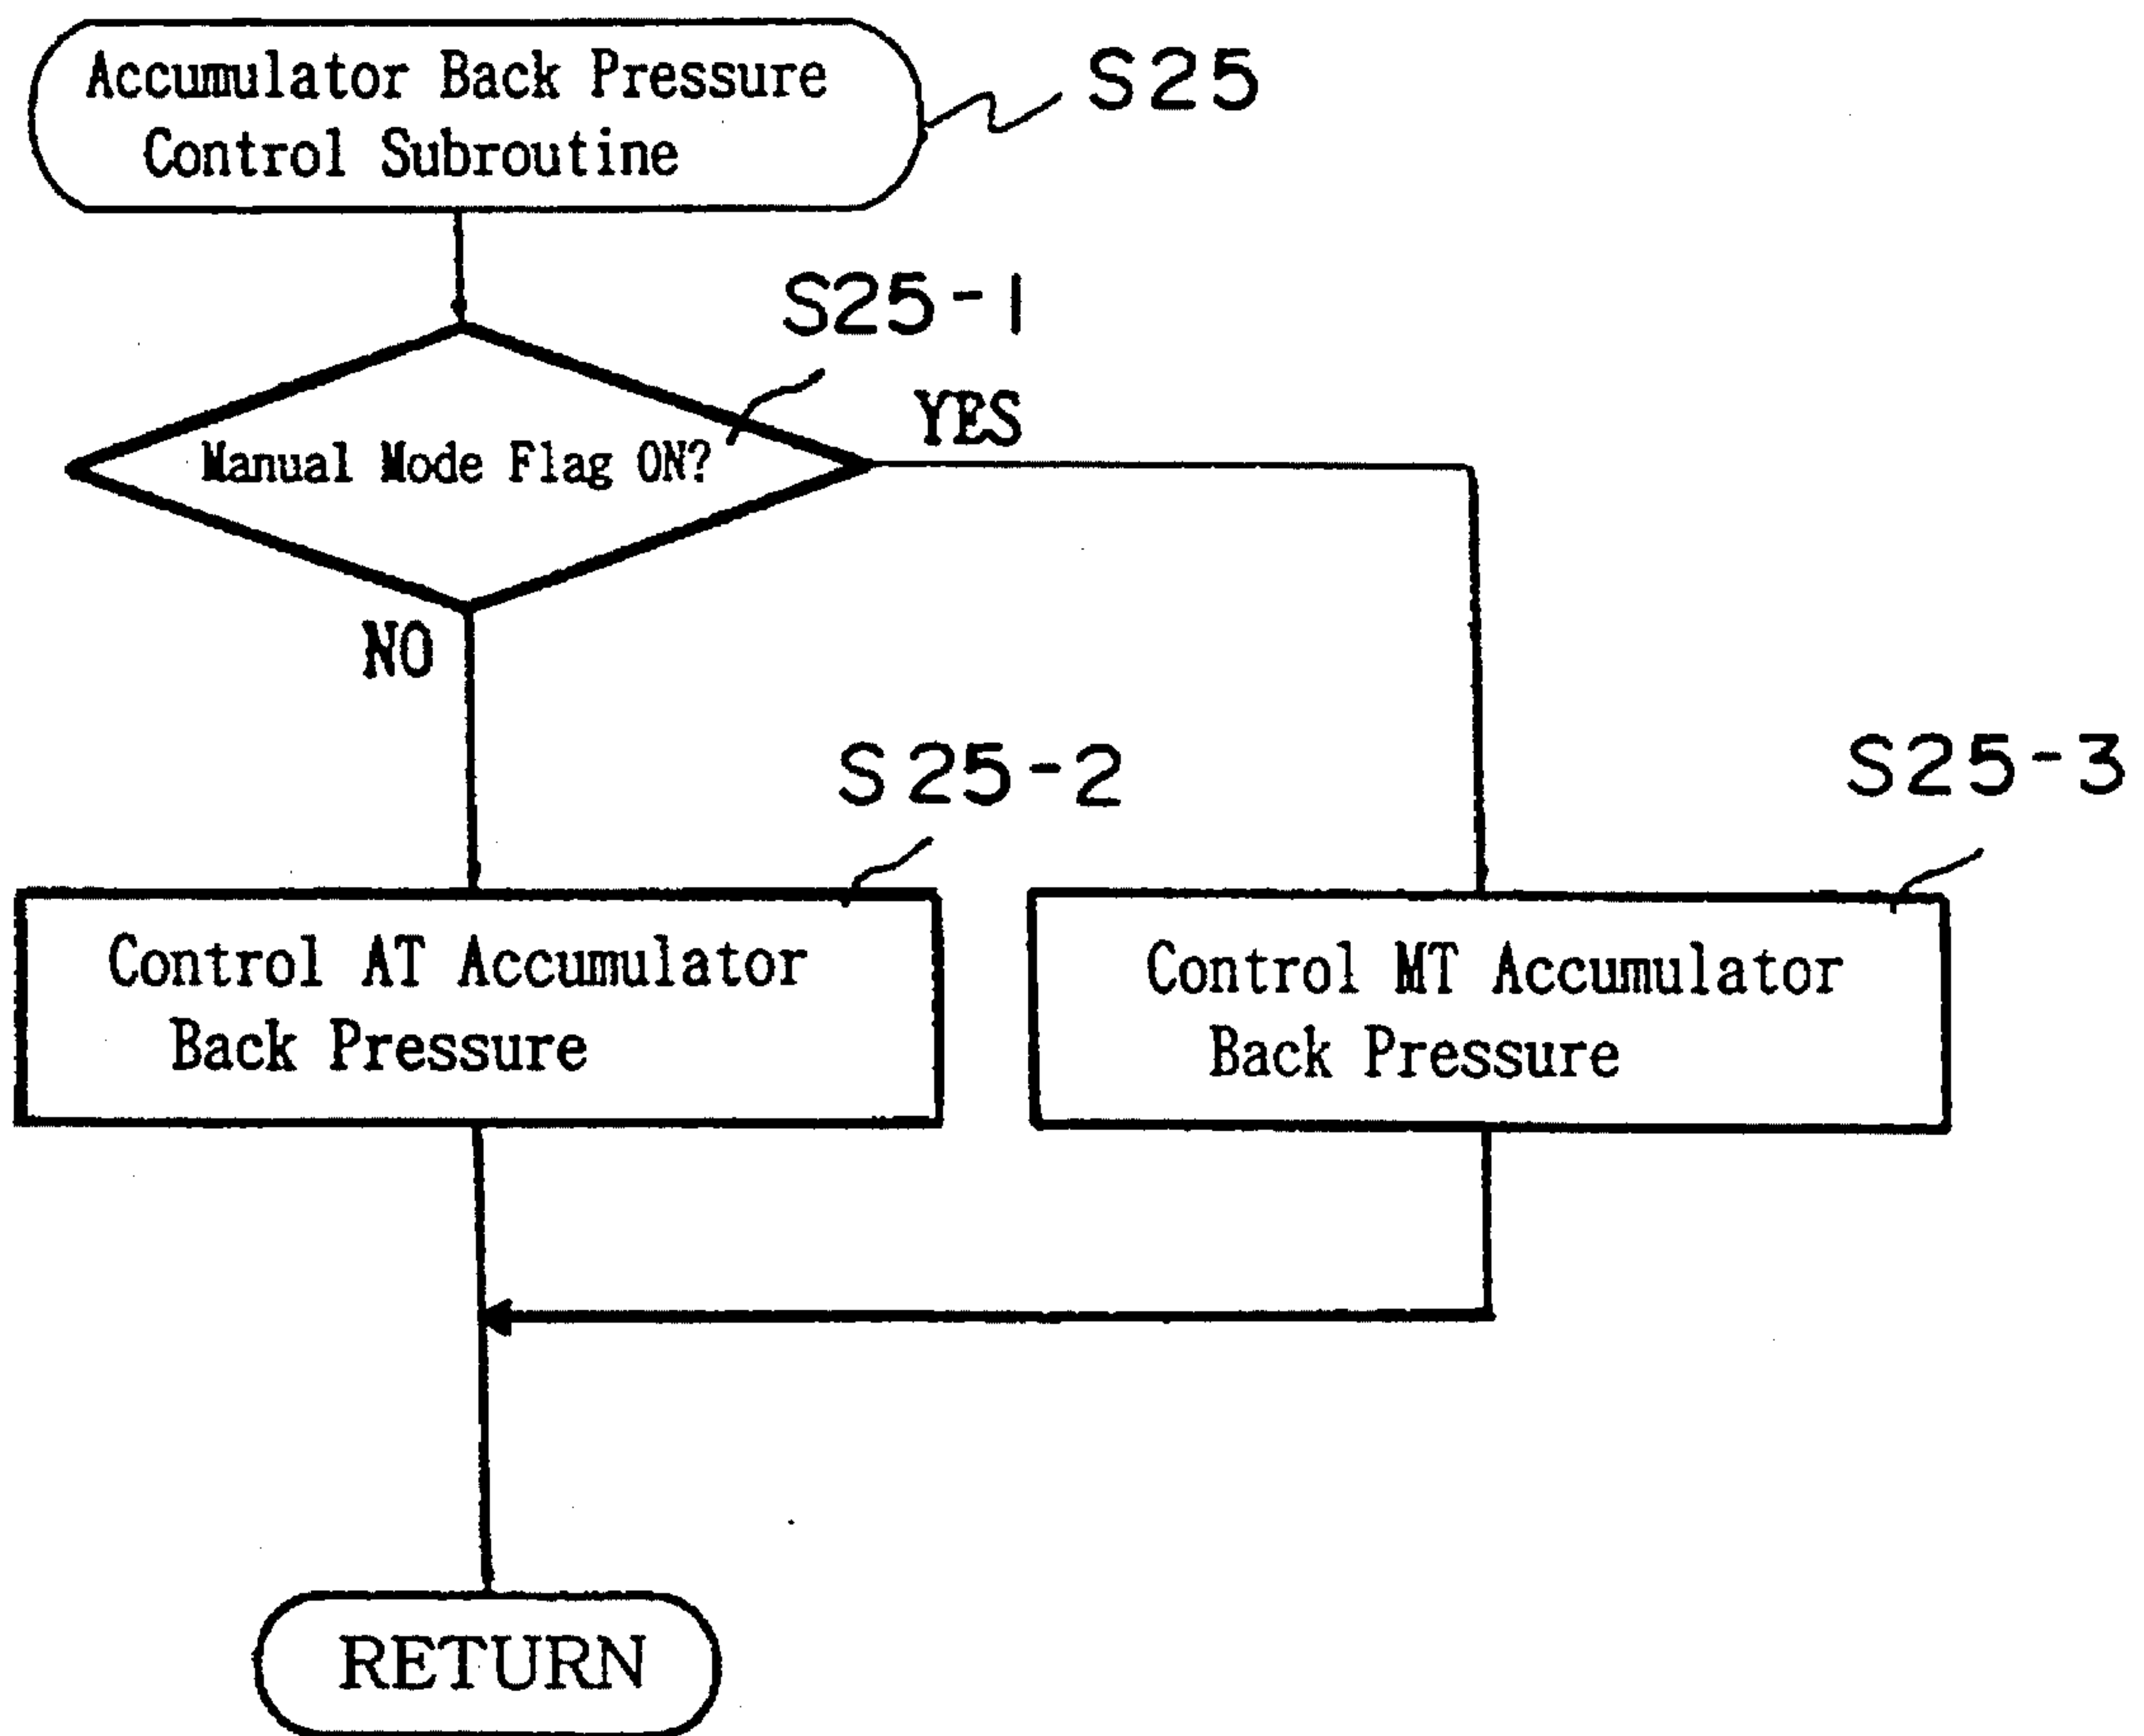 Accumulator Back Pressure
Control Subroutine
S25
S25-1
YES
Manual Mode Flag ON?
NO
S25-2
S25-3
Control AT Accumulator
Back Pressure
Control MT Accumulator
Back Pressure
RETURN